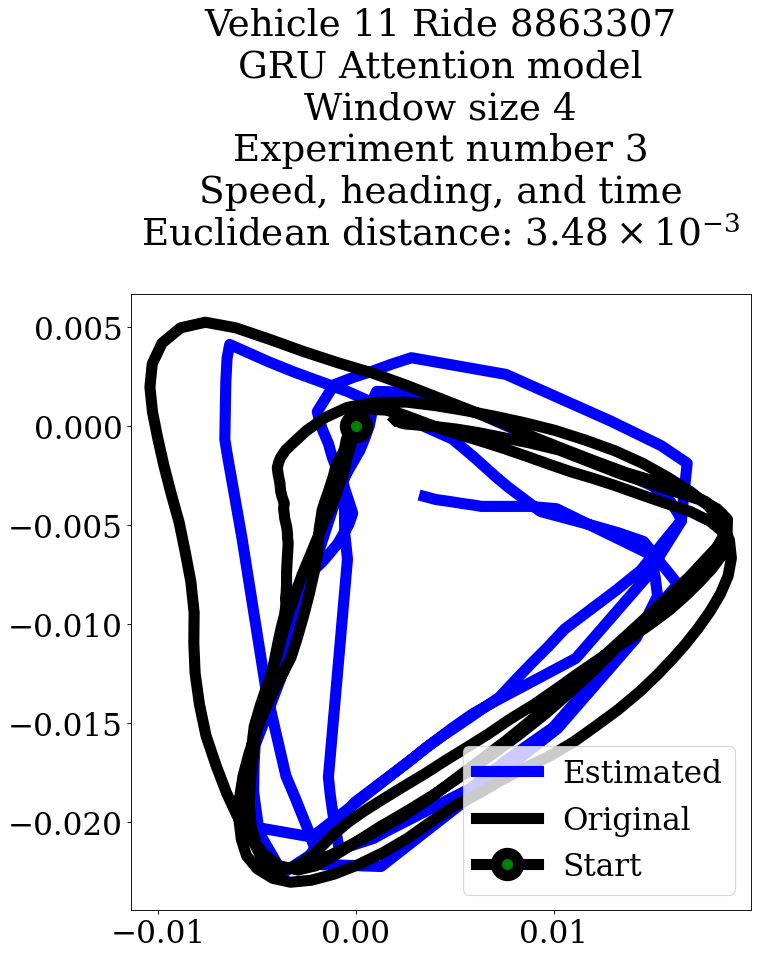 Vehicle 11 Ride 8863307
GRU Attention model
Window size 4
Experiment number 3
Speed, heading, and time
Euclidean distance: 3.48 × 10⁻³
0.005
0.000
−0.005
−0.010
−0.015
−0.020
Estimated
Original
Start
−0.01 0.00 0.01